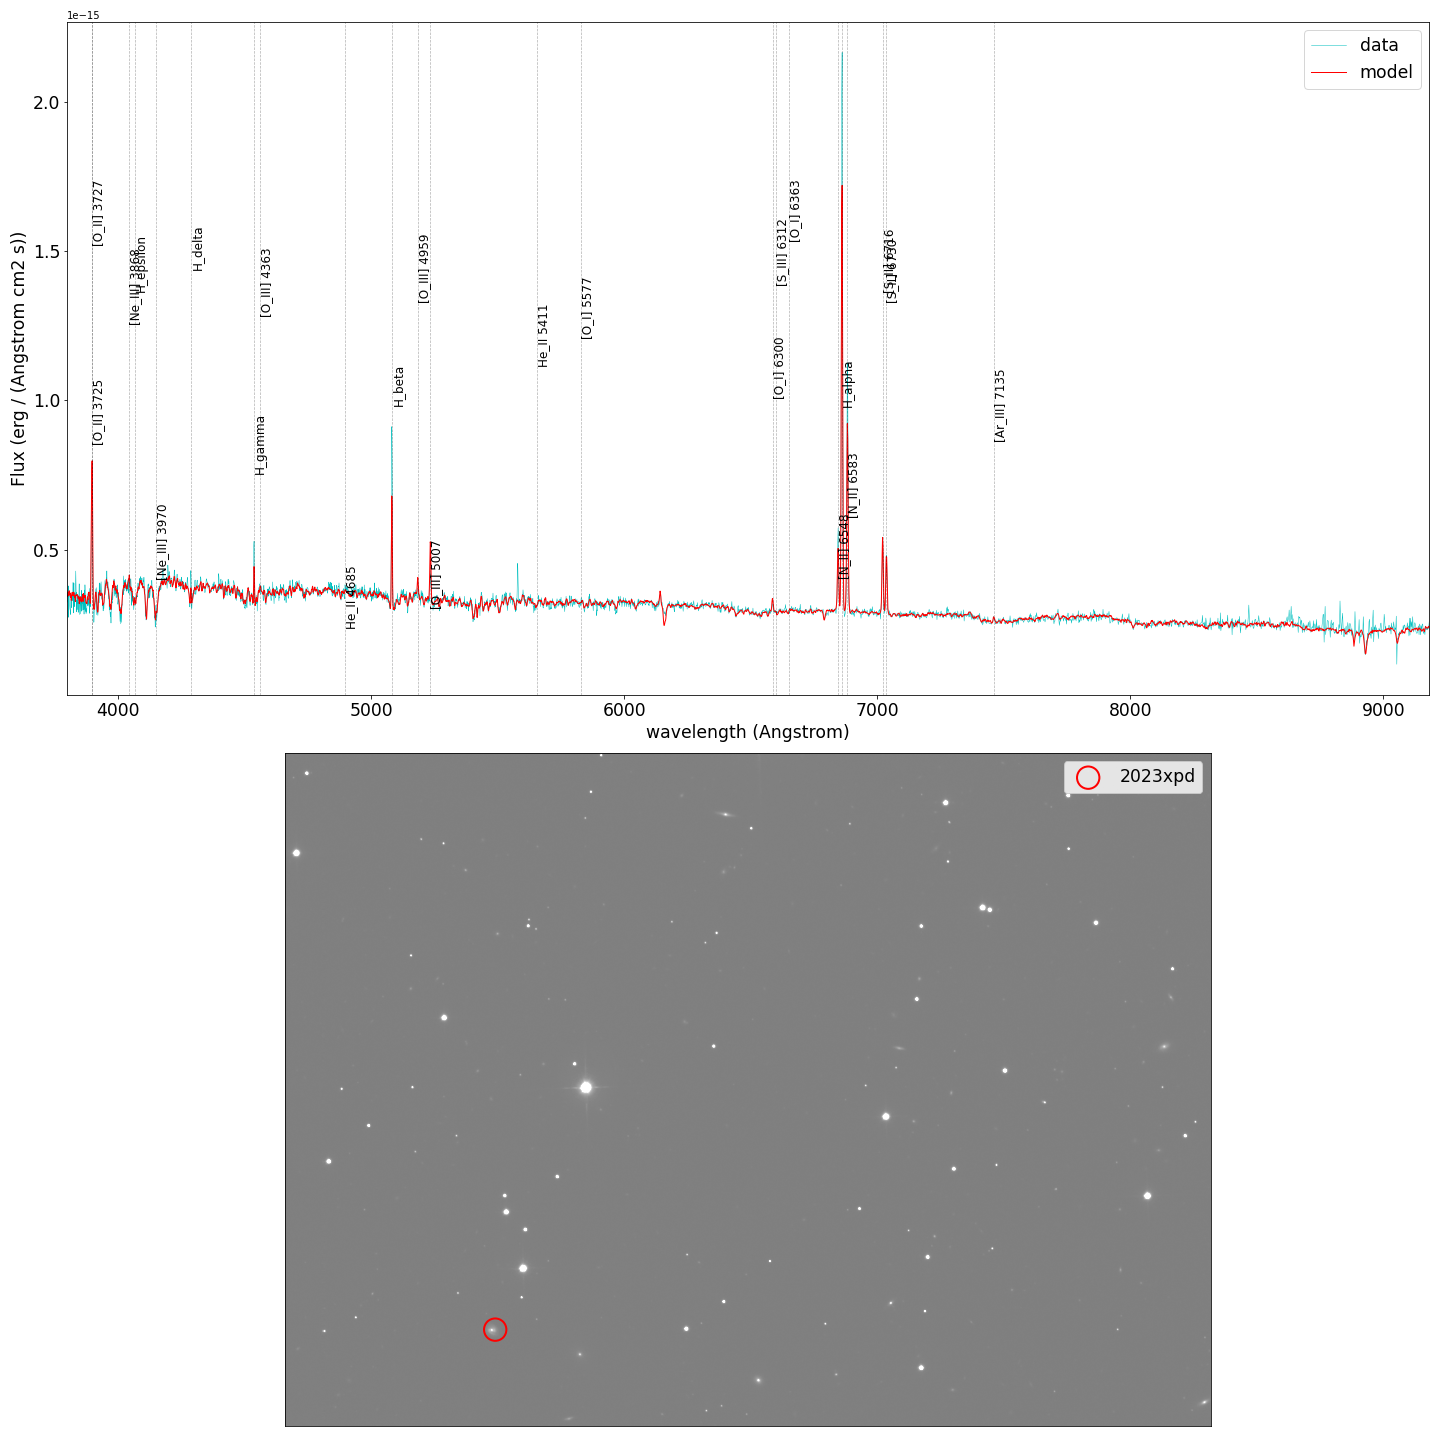 1e−15
data
model
2.0
1.5
1.0
0.5
Flux (erg / (Angstrom cm2 s))
[O_II] 3727
[O_II] 3725
[Ne_III] 3868
H_epsilon
[Ne_III] 3970
H_delta
H_gamma
[O_III] 4363
He_II 4685
H_beta
[O_III] 4959
[O_III] 5007
He_II 5411
[O_I] 5577
[O_I] 6300
[S_III] 6312
[O_I] 6363
[N_II] 6548
H_alpha
[N_II] 6583
[S_II] 6716
[S_II] 6730
[Ar_III] 7135
4000 5000 6000 7000 8000 9000
wavelength (Angstrom)
2023xpd